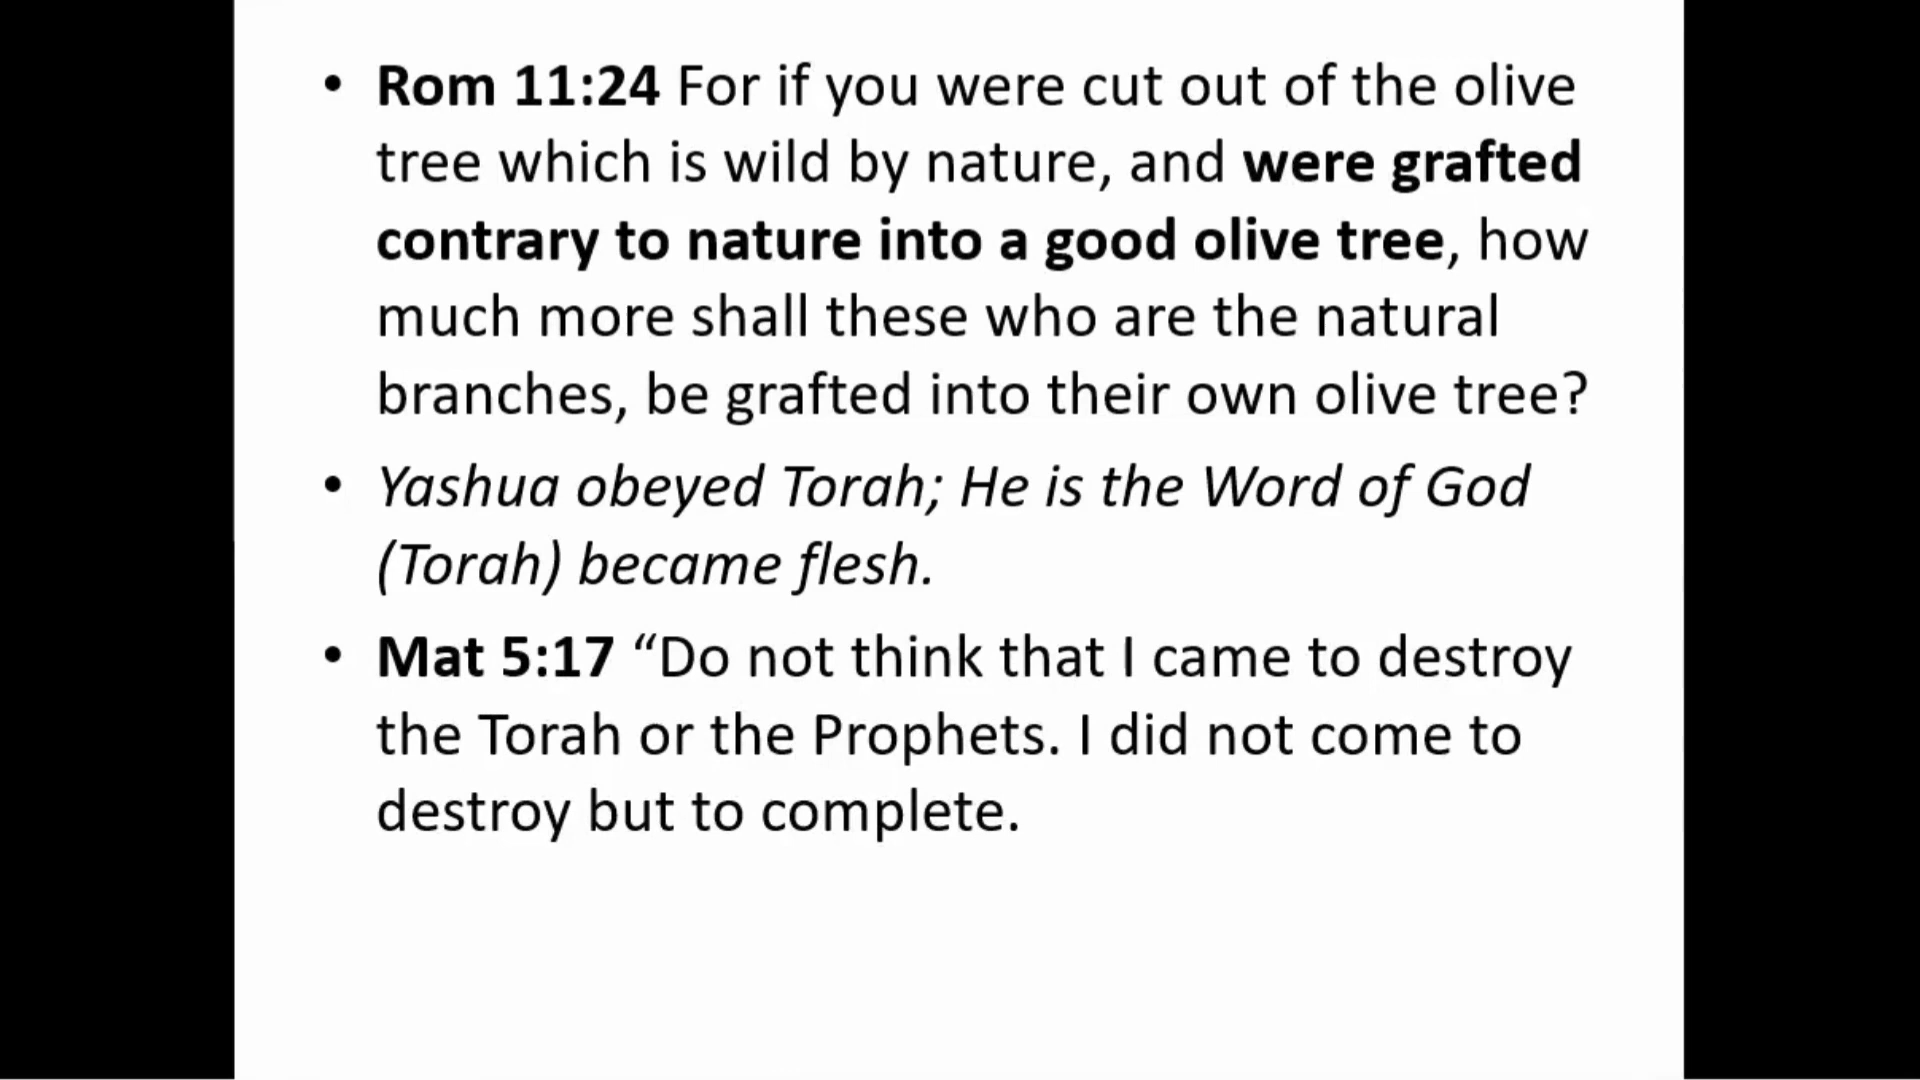 • Rom 11:24 For if you were cut out of the olive
tree which is wild by nature, and were grafted
contrary to nature into a good olive tree, how
much more shall these who are the natural
branches, be grafted into their own olive tree?
• Yashua obeyed Torah; He is the Word of God
(Torah) became flesh.
• Mat 5:17 “Do not think that I came to destroy
the Torah or the Prophets. I did not come to
destroy but to complete.